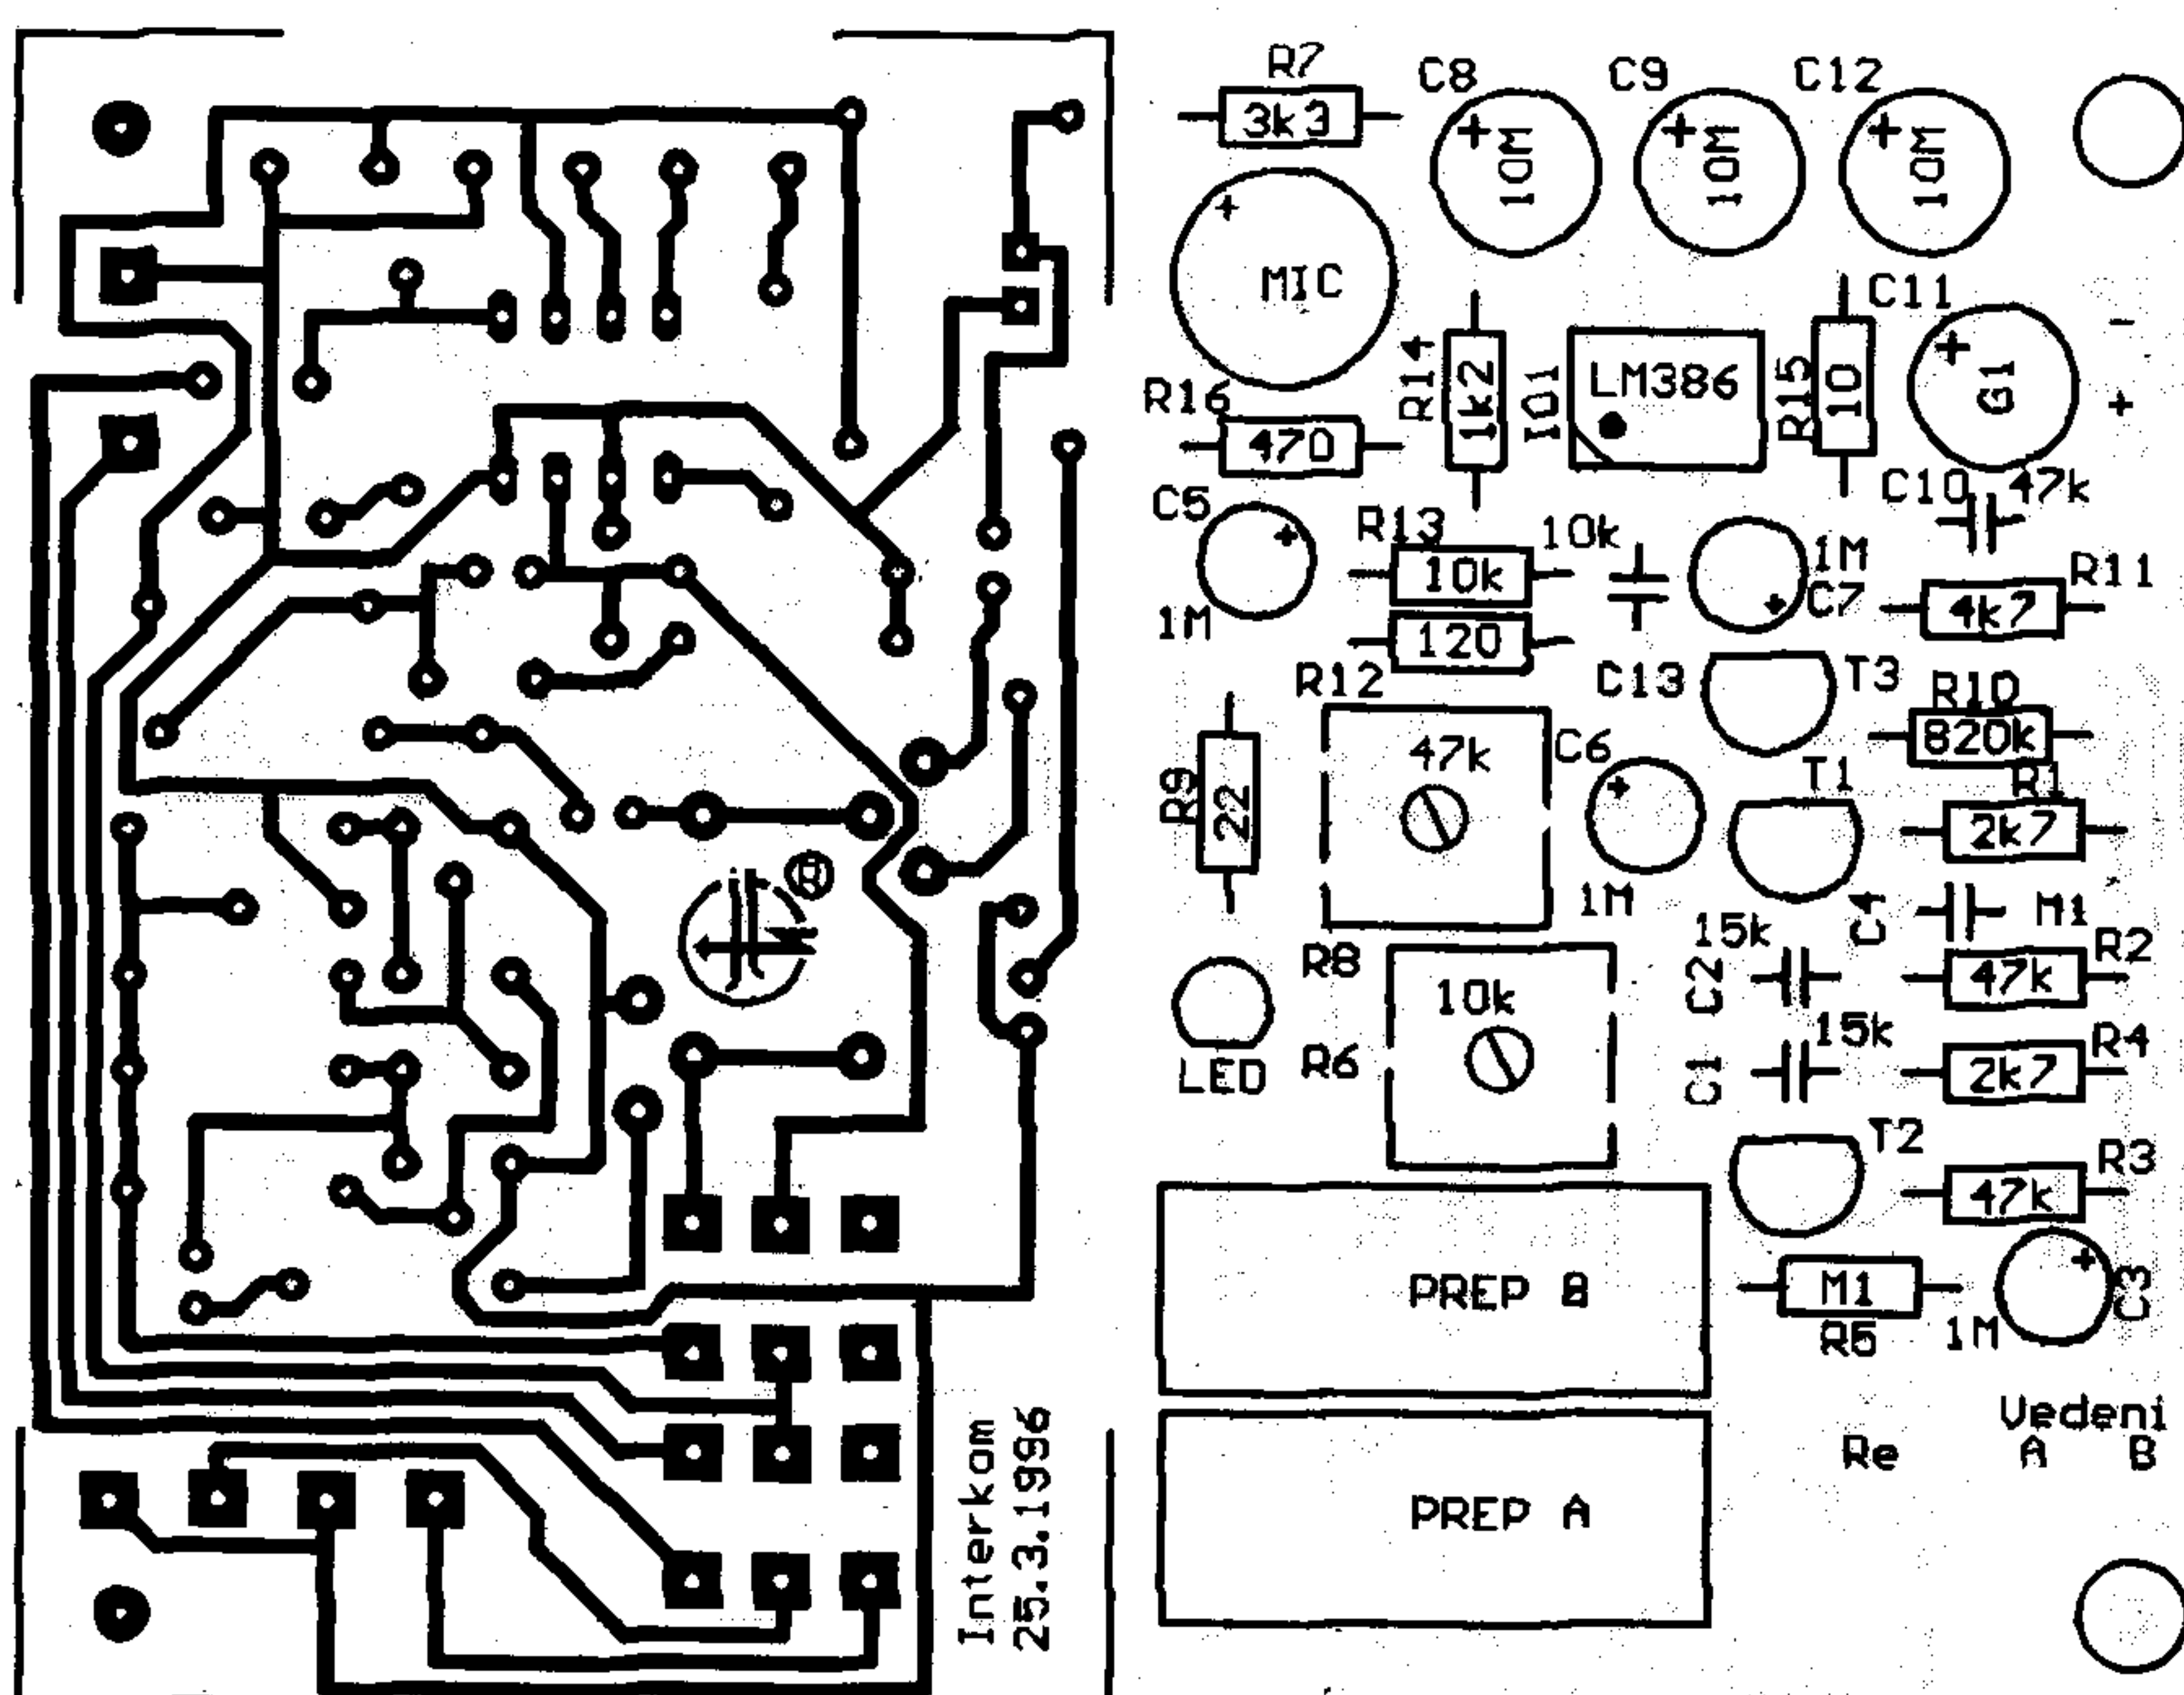 R7
3k3
C8
10M
C9
10M
C12
10M
MIC
C11
G1
R16
470
R14
1k2
IO1
LM386
R15
10
C10
47k
C5
1M
R13
10k
10k
1M
C7
R11
4k7
120
R12
C13
T3
R10
820k
R9
22
47k
C6
1M
T1
R1
2k7
C4
M1
LED
R8
10k
R6
15k
C2
R2
47k
15k
C1
R4
2k7
T2
R3
47k
PREP B
M1
R5
1M
C3
PREP A
Vedeni
Re
A
B
Interkom
25.3.1996